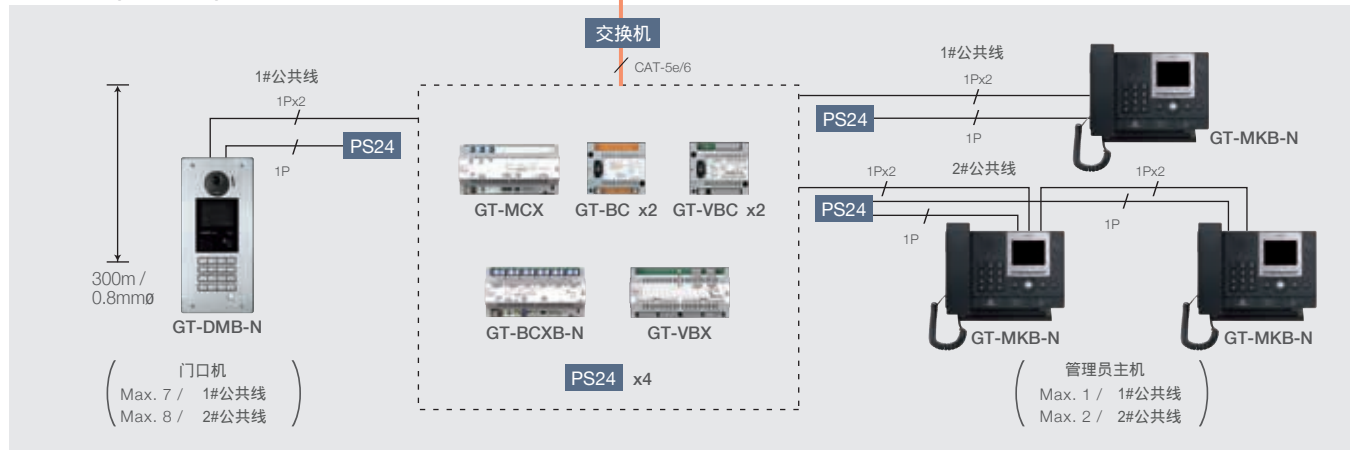 交换机
CAT-5e/6
1#公共线
1Px2
PS24
1P
300m /
0.8mmø
GT-DMB-N
门口机
Max. 7 / 1#公共线
Max. 8 / 2#公共线
GT-MCX
GT-BC x2
GT-VBC x2
GT-BCXB-N
GT-VBX
PS24 x4
1#公共线
1Px2
PS24
1P
GT-MKB-N
1Px2
2#公共线
1Px2
PS24
1P
1P
GT-MKB-N
GT-MKB-N
管理员主机
Max. 1 / 1#公共线
Max. 2 / 2#公共线